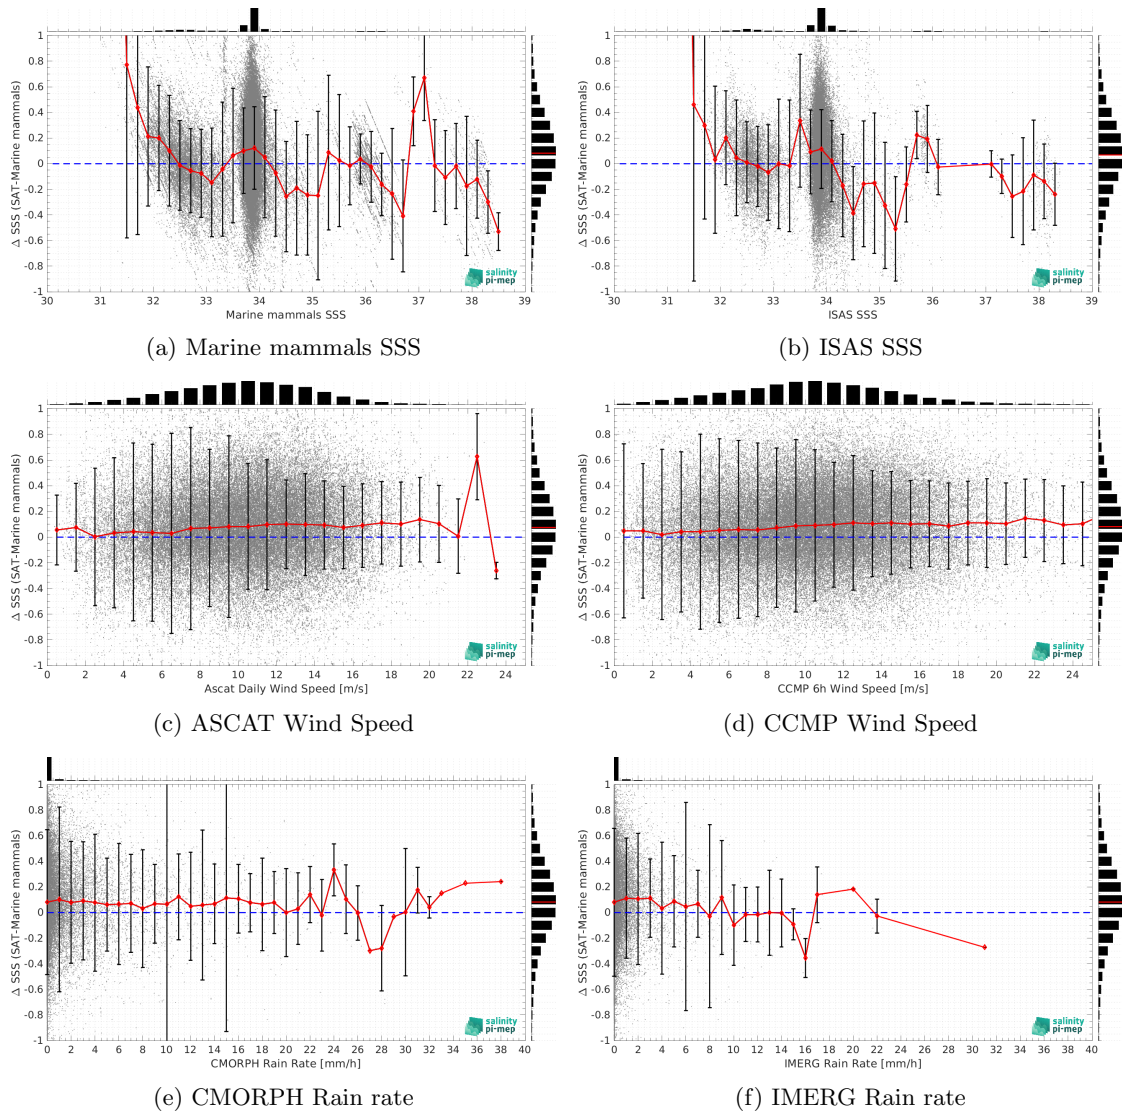 1
0.8
0.6
0.4
0.2
0
-0.2
-0.4
-0.6
-0.8
-1
Δ SSS (SAT-Marine mammals)
30 31 32 33 34 35 36 37 38 39
Marine mammals SSS
salinity
pi-mep
(a) Marine mammals SSS
1
0.8
0.6
0.4
0.2
0
-0.2
-0.4
-0.6
-0.8
-1
Δ SSS (SAT-Marine mammals)
30 31 32 33 34 35 36 37 38 39
ISAS SSS
salinity
pi-mep
(b) ISAS SSS
1
0.8
0.6
0.4
0.2
0
-0.2
-0.4
-0.6
-0.8
-1
Δ SSS (SAT-Marine mammals)
0 2 4 6 8 10 12 14 16 18 20 22 24
Ascat Daily Wind Speed [m/s]
salinity
pi-mep
(c) ASCAT Wind Speed
1
0.8
0.6
0.4
0.2
0
-0.2
-0.4
-0.6
-0.8
-1
Δ SSS (SAT-Marine mammals)
0 2 4 6 8 10 12 14 16 18 20 22 24
CCMP 6h Wind Speed [m/s]
salinity
pi-mep
(d) CCMP Wind Speed
1
0.8
0.6
0.4
0.2
0
-0.2
-0.4
-0.6
-0.8
-1
Δ SSS (SAT-Marine mammals)
0 2 4 6 8 10 12 14 16 18 20 22 24 26 28 30 32 34 36 38 40
CMORPH Rain Rate [mm/h]
salinity
pi-mep
(e) CMORPH Rain rate
1
0.8
0.6
0.4
0.2
0
-0.2
-0.4
-0.6
-0.8
-1
Δ SSS (SAT-Marine mammals)
0 2 4 6 8 10 12 14 16 18 20 22 24 26 28 30 32 34 36 38 40
IMERG Rain Rate [mm/h]
salinity
pi-mep
(f) IMERG Rain rate